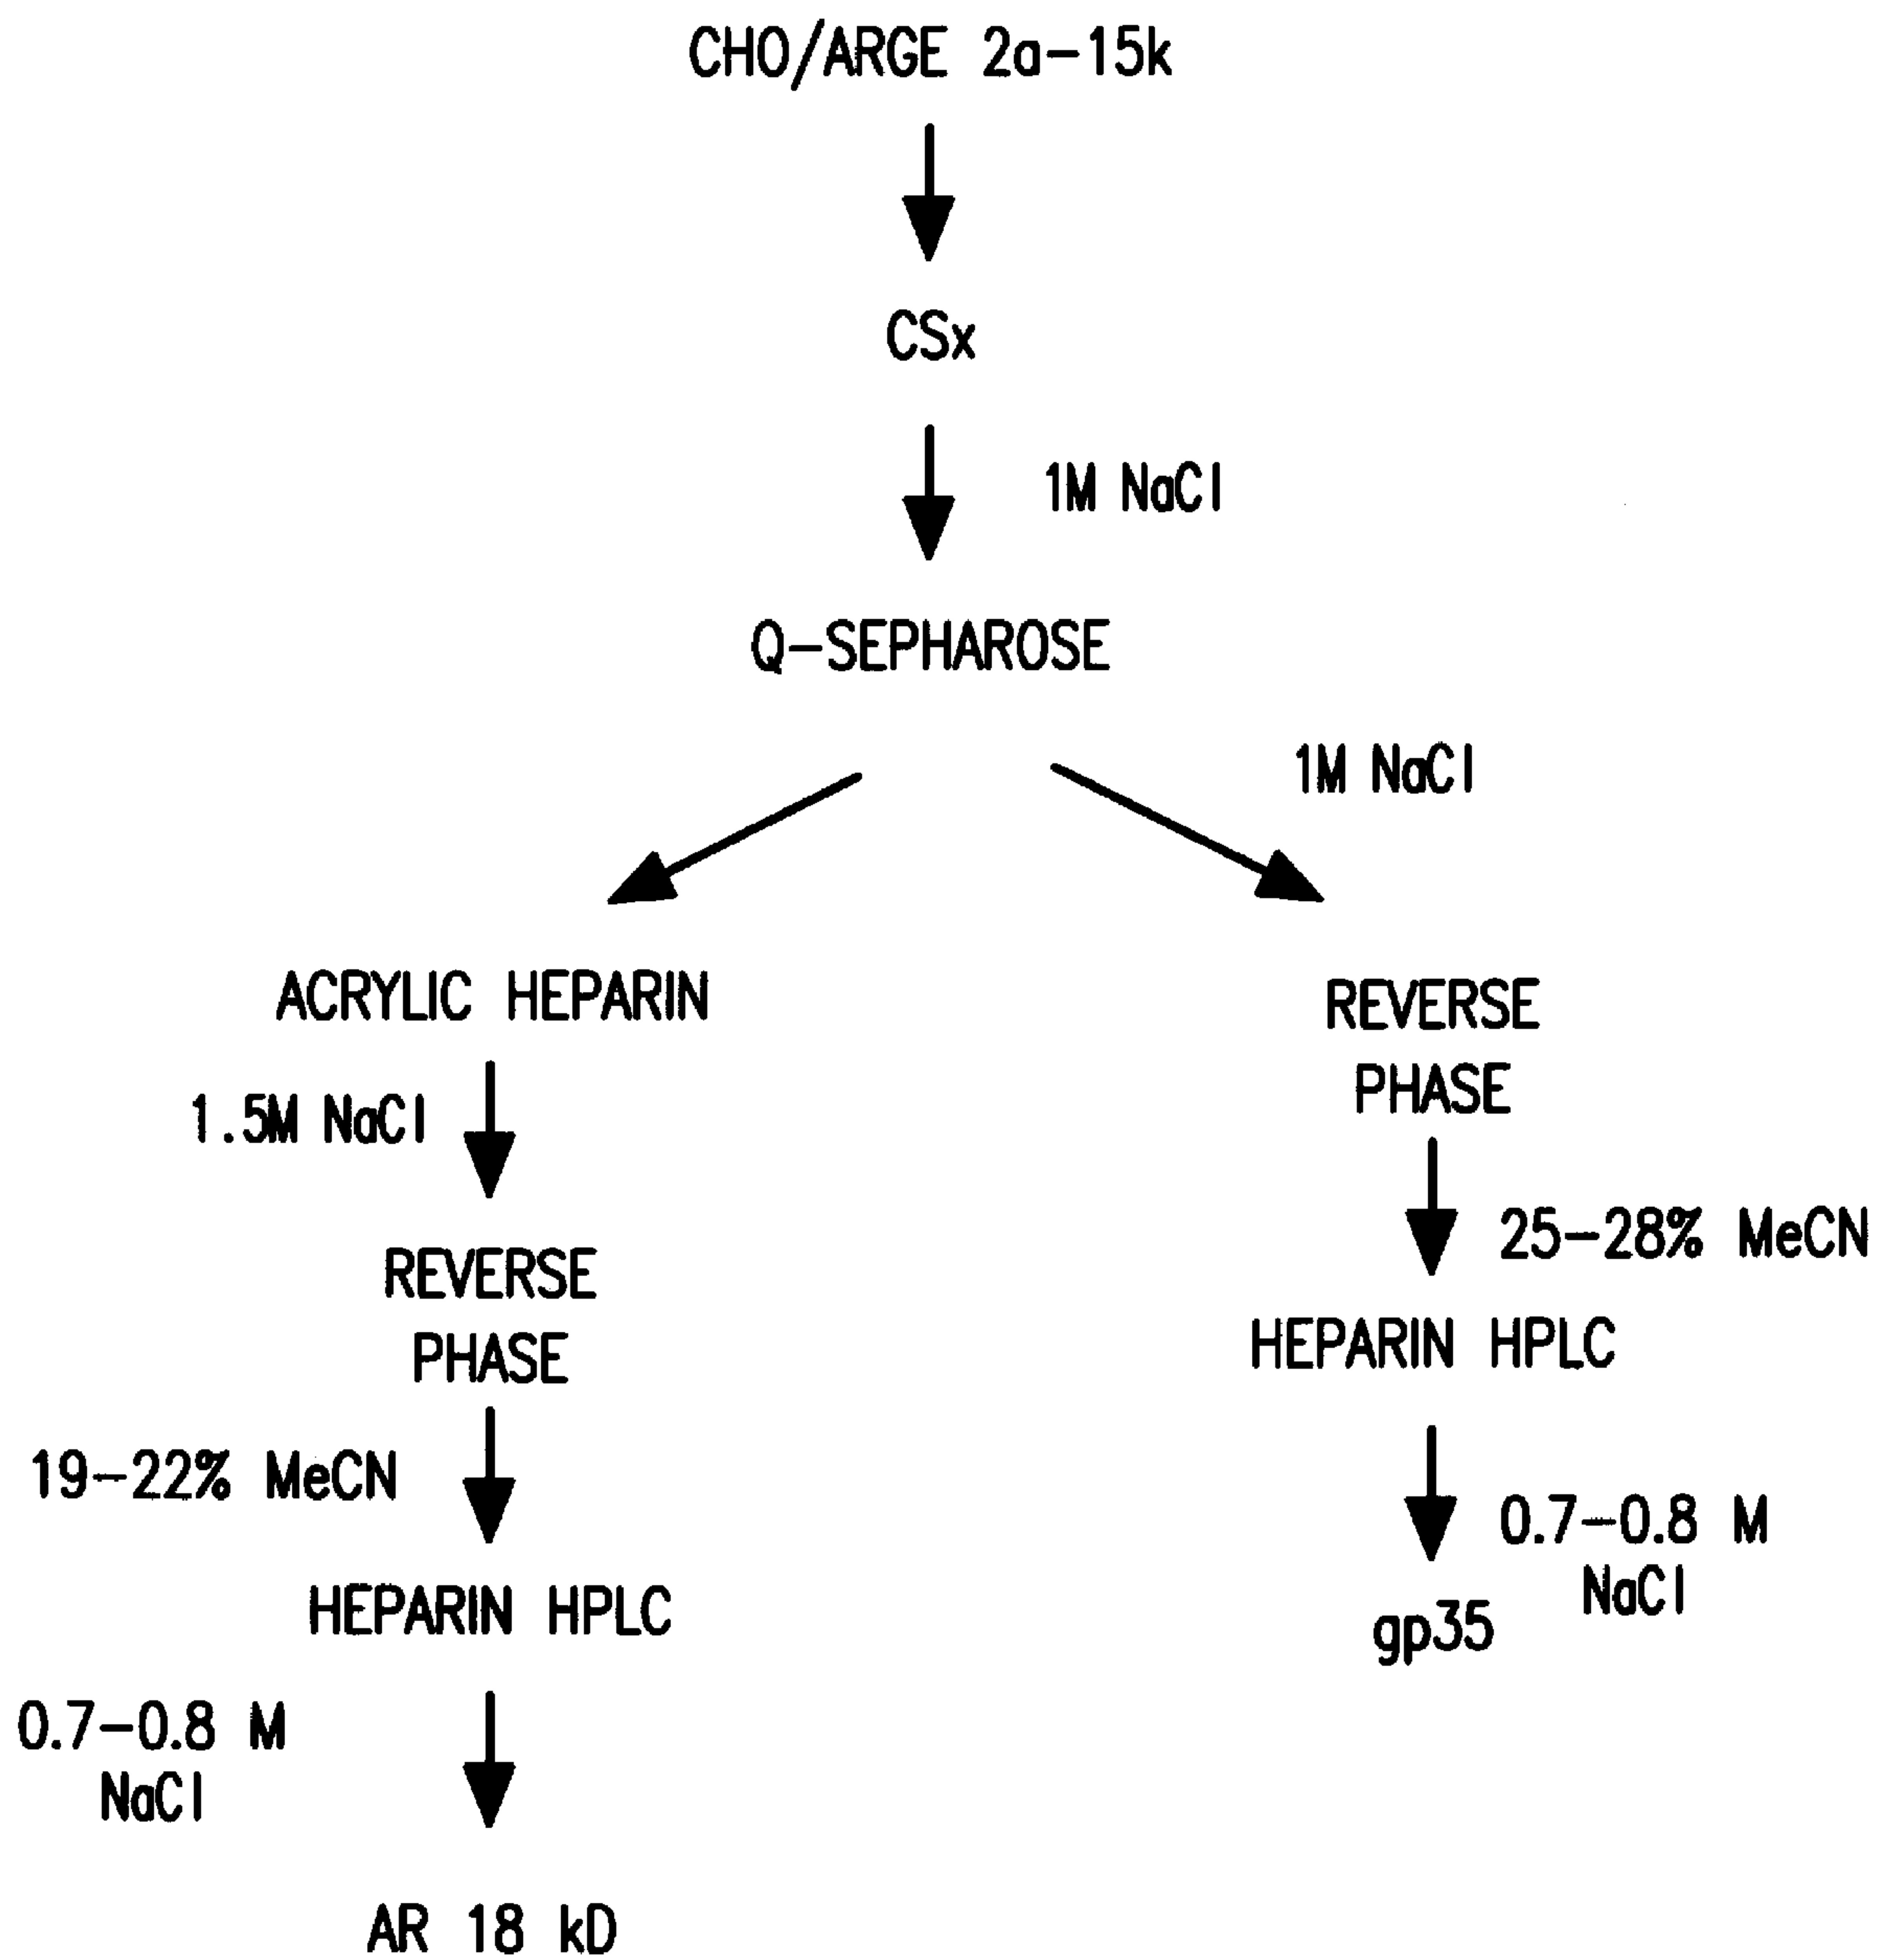 CHO/ARGE 2a-15k
CSx
1M NaCl
Q-SEPHAROSE
1M NaCl
ACRYLIC HEPARIN
1.5M NaCl
REVERSE
PHASE
19-22% MeCN
HEPARIN HPLC
0.7-0.8 M
NaCl
AR 18 kD
REVERSE
PHASE
25-28% MeCN
HEPARIN HPLC
0.7-0.8 M
NaCl
gp35